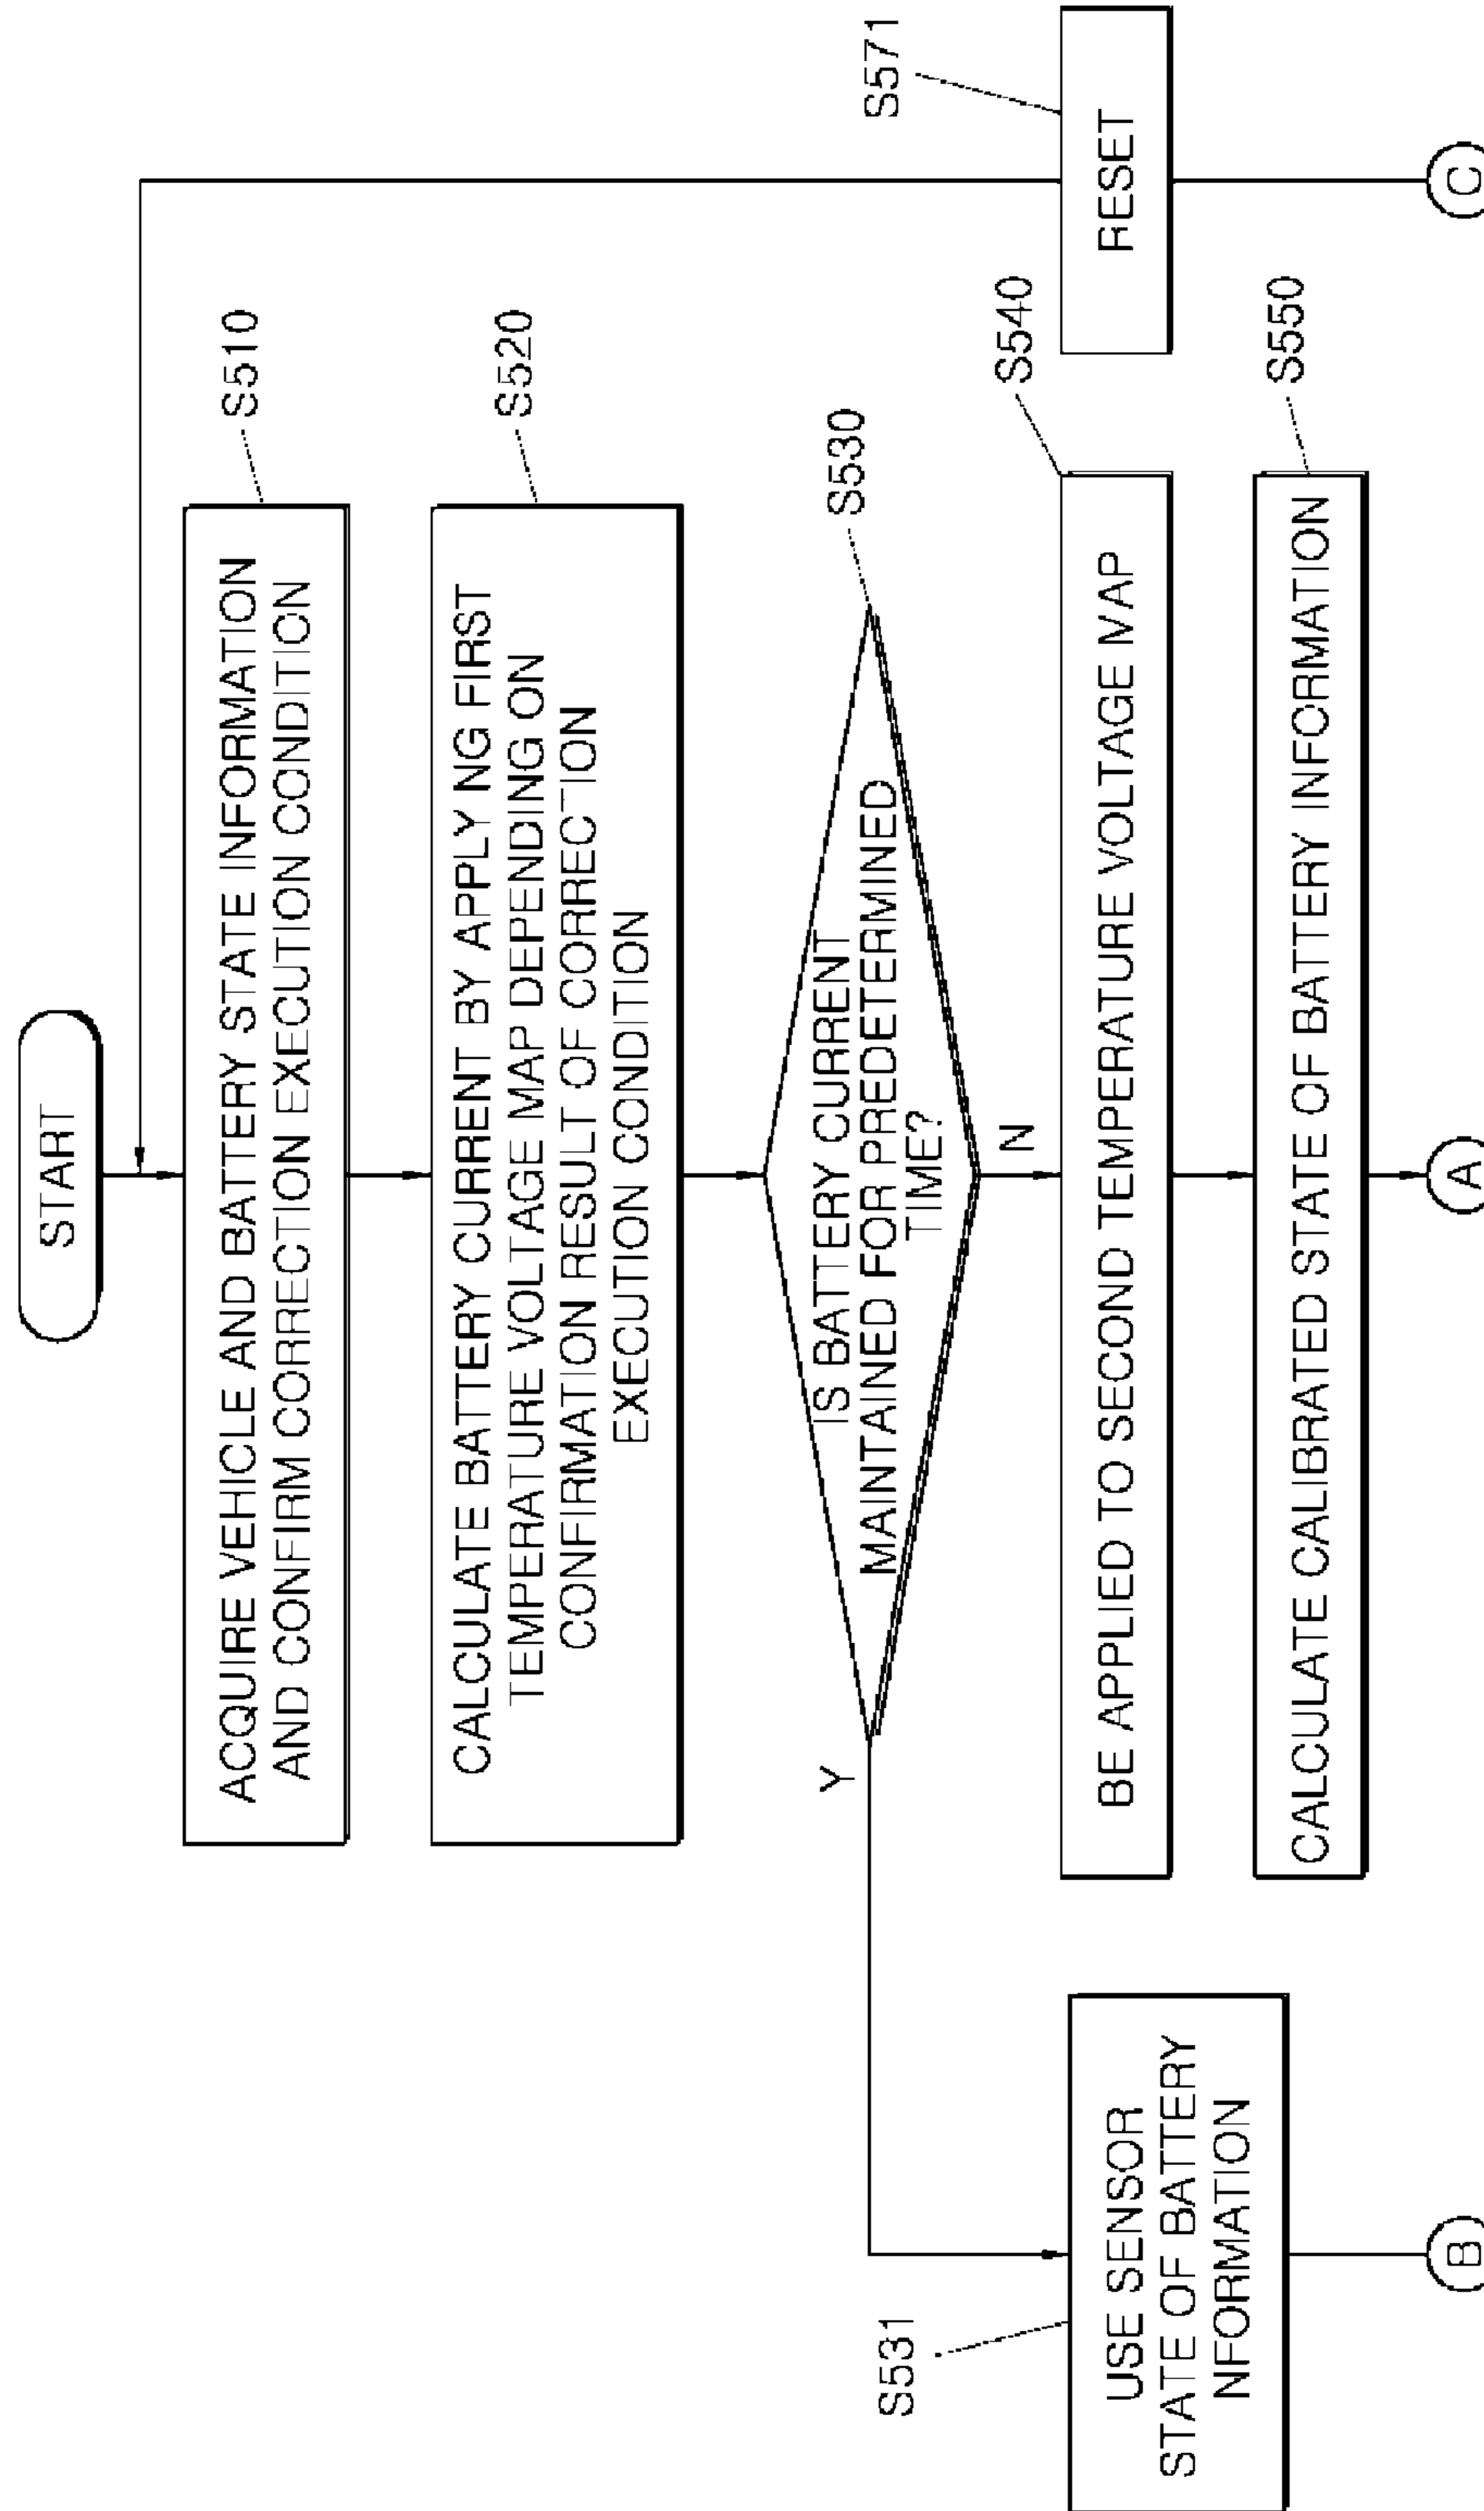 START
ACQUIRE VEHICLE AND BATTERY STATE INFORMATION
AND CONFIRM CORRECTION EXECUTION CONDITION
S510
CALCULATE BATTERY CURRENT BY APPLY NG FIRST
TEMPERATURE VOLTAGE MAP DEPENDING ON
CONFIRMATION RESULT OF CORRECTION
EXECUTION CONDITION
S520
IS BATTERY CURRENT
MAINTAINED FOR PREDETERMINED
TIME?
S530
Y
N
S531
USE SENSOR
STATE OF BATTERY
NFORMATION
BE APPLIED TO SECOND TEMPERATURE VOLTAGE MAP
S540
RESET
S571
CALCULATE CALIBRATED STATE OF BATTERY INFORMATION
S550
B
A
C